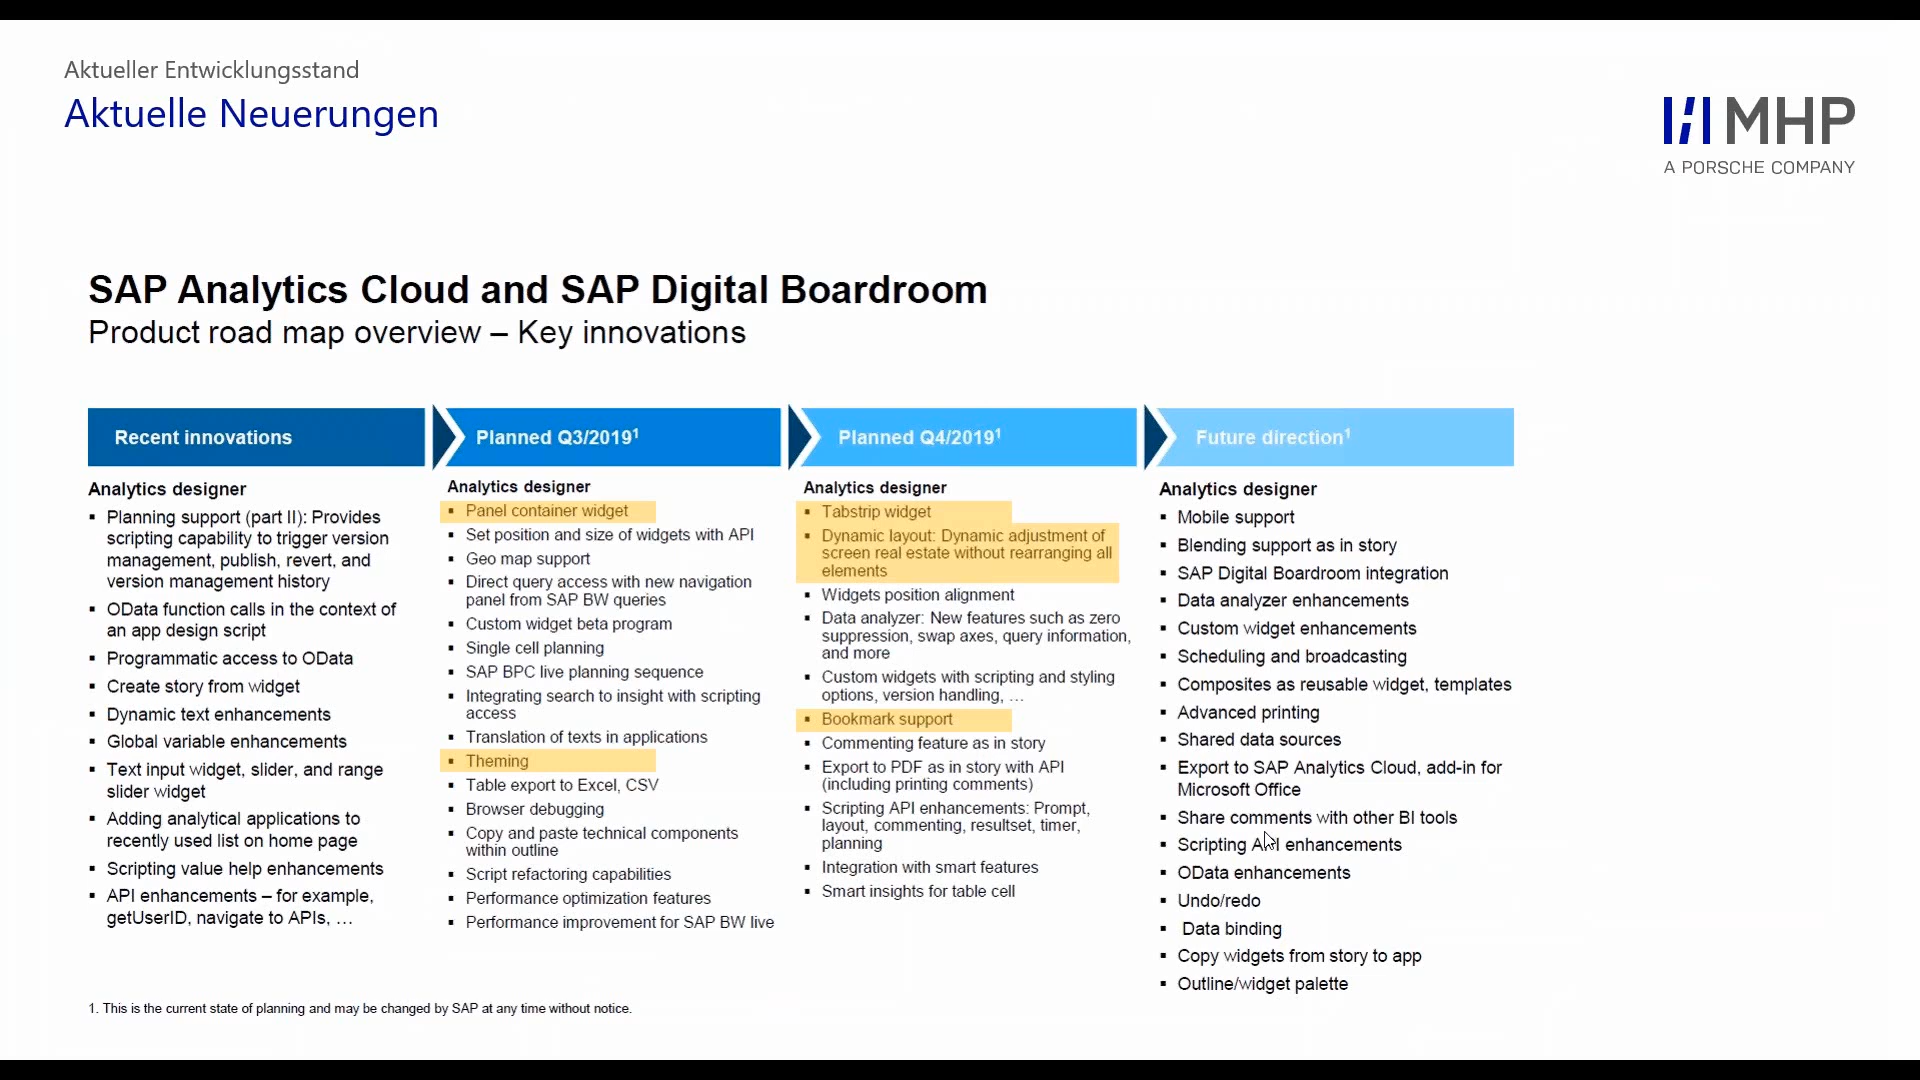 Aktueller Entwicklungsstand
Aktuelle Neuerungen
MHP
A PORSCHE COMPANY
SAP Analytics Cloud and SAP Digital Boardroom
Product road map overview – Key innovations
Recent innovations
Analytics designer
▪ Planning support (part II): Provides
scripting capability to trigger version
management, publish, revert, and
version management history
▪ OData function calls in the context of
an app design script
▪ Programmatic access to OData
▪ Create story from widget
▪ Dynamic text enhancements
▪ Global variable enhancements
▪ Text input widget, slider, and range
slider widget
▪ Adding analytical applications to
recently used list on home page
▪ Scripting value help enhancements
▪ API enhancements – for example,
getUserID, navigate to APIs, …
Planned Q3/2019¹
Analytics designer
▪ Panel container widget
▪ Set position and size of widgets with API
▪ Geo map support
▪ Direct query access with new navigation
panel from SAP BW queries
▪ Custom widget beta program
▪ Single cell planning
▪ SAP BPC live planning sequence
▪ Integrating search to insight with scripting
access
▪ Translation of texts in applications
▪ Theming
▪ Table export to Excel, CSV
▪ Browser debugging
▪ Copy and paste technical components
within outline
▪ Script refactoring capabilities
▪ Performance optimization features
▪ Performance improvement for SAP BW live
Planned Q4/2019¹
Analytics designer
▪ Tabstrip widget
▪ Dynamic layout: Dynamic adjustment of
screen real estate without rearranging all
elements
▪ Widgets position alignment
▪ Data analyzer: New features such as zero
suppression, swap axes, query information,
and more
▪ Custom widgets with scripting and styling
options, version handling, …
▪ Bookmark support
▪ Commenting feature as in story
▪ Export to PDF as in story with API
(including printing comments)
▪ Scripting API enhancements: Prompt,
layout, commenting, resultset, timer,
planning
▪ Integration with smart features
▪ Smart insights for table cell
Future direction¹
Analytics designer
▪ Mobile support
▪ Blending support as in story
▪ SAP Digital Boardroom integration
▪ Data analyzer enhancements
▪ Custom widget enhancements
▪ Scheduling and broadcasting
▪ Composites as reusable widget, templates
▪ Advanced printing
▪ Shared data sources
▪ Export to SAP Analytics Cloud, add-in for
Microsoft Office
▪ Share comments with other BI tools
▪ Scripting API enhancements
▪ OData enhancements
▪ Undo/redo
▪ Data binding
▪ Copy widgets from story to app
▪ Outline/widget palette
1. This is the current state of planning and may be changed by SAP at any time without notice.